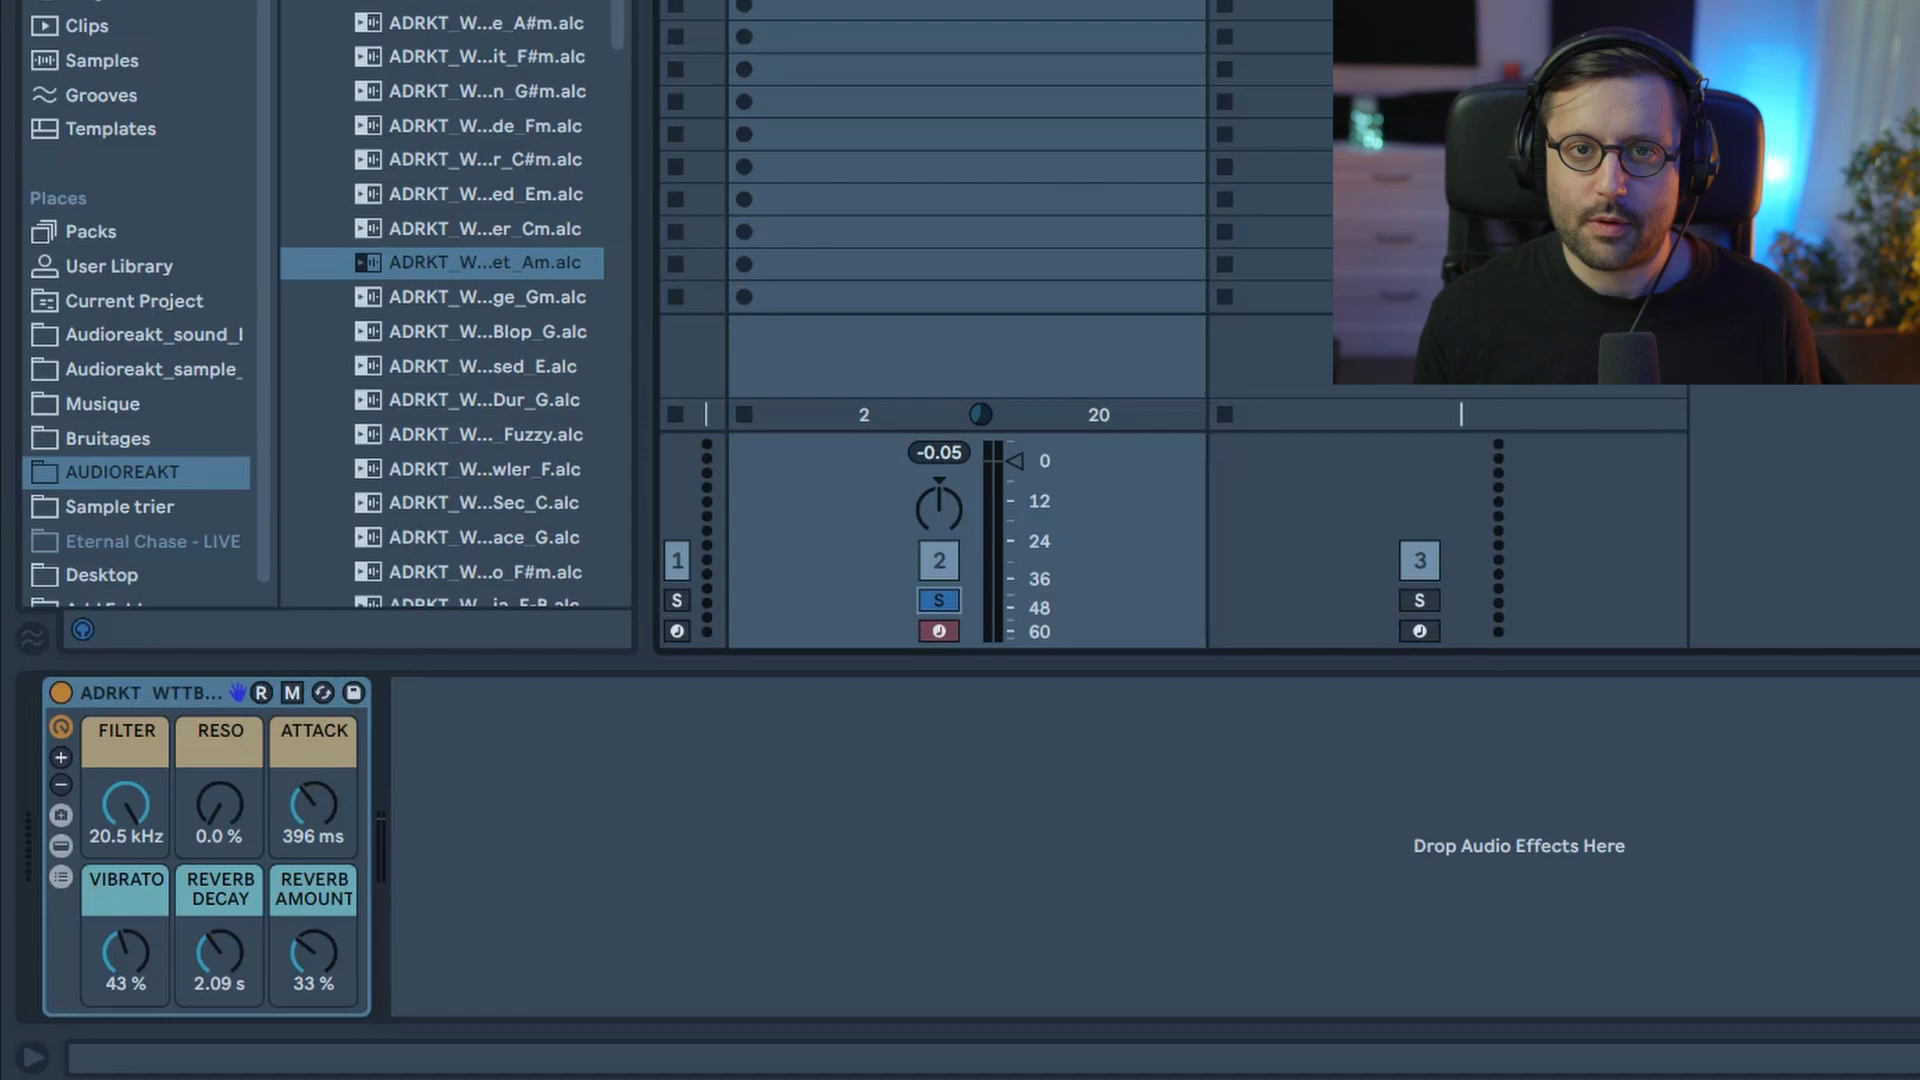 Clips
Samples
Grooves
Templates
Places
Packs
User Library
Current Project
Audioreakt_sound_
Audioreakt_sample_
Musique
Bruitages
AUDIOREAKT
Sample trier
Eternal Chase - LIVE
Desktop
ADRKT_W...e_A#m.alc
ADRKT_W...it_F#m.alc
ADRKT_W...n_G#m.alc
ADRKT_W...de_Fm.alc
ADRKT_W...r_C#m.alc
ADRKT_W...ed_Em.alc
ADRKT_W...er_Cm.alc
ADRKT_W...et_Am.alc
ADRKT_W...ge_Gm.alc
ADRKT_W...Blop_G.alc
ADRKT_W...sed_E.alc
ADRKT_W...Dur_G.alc
ADRKT_W..._Fuzzy.alc
ADRKT_W...wler_F.alc
ADRKT_W...Sec_C.alc
ADRKT_W...ace_G.alc
ADRKT_W...o_F#m.alc
2 20
-0.05
0
12
24
36
48
60
1 2 3
S S S
ADRKT WTTB... R M
FILTER RESO ATTACK
20.5 kHz 0.0 % 396 ms
VIBRATO REVERB DECAY REVERB AMOUNT
43 % 2.09 s 33 %
Drop Audio Effects Here